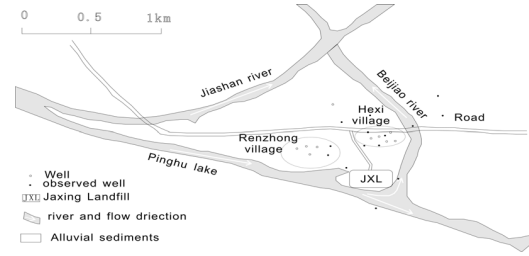 0 0.5 1km
Jiashan river
Beijiao river
Hexi
village
Road
Renzhong
village
Pinghu lake
JXL
Well
observed well
JXL Jaxing Landfill
river and flow driection
Alluvial sediments